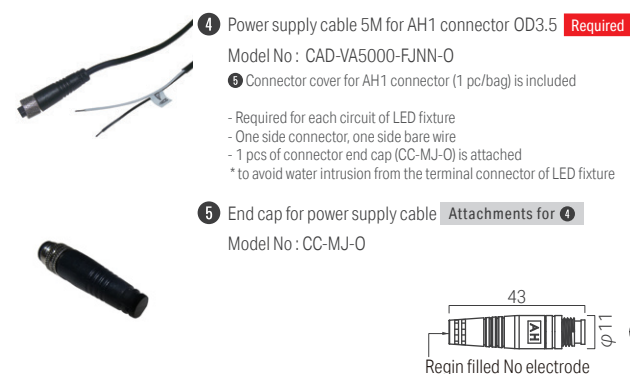 4 Power supply cable 5M for AH1 connector OD3.5 Required
Model No : CAD-VA5000-FJNN-O
5 Connector cover for AH1 connector (1 pc/bag) is included
- Required for each circuit of LED fixture
- One side connector, one side bare wire
- 1 pcs of connector end cap (CC-MJ-O) is attached
* to avoid water intrusion from the terminal connector of LED fixture
5 End cap for power supply cable Attachments for 4
Model No : CC-MJ-O
43
AH
φ11
Regin filled No electrode